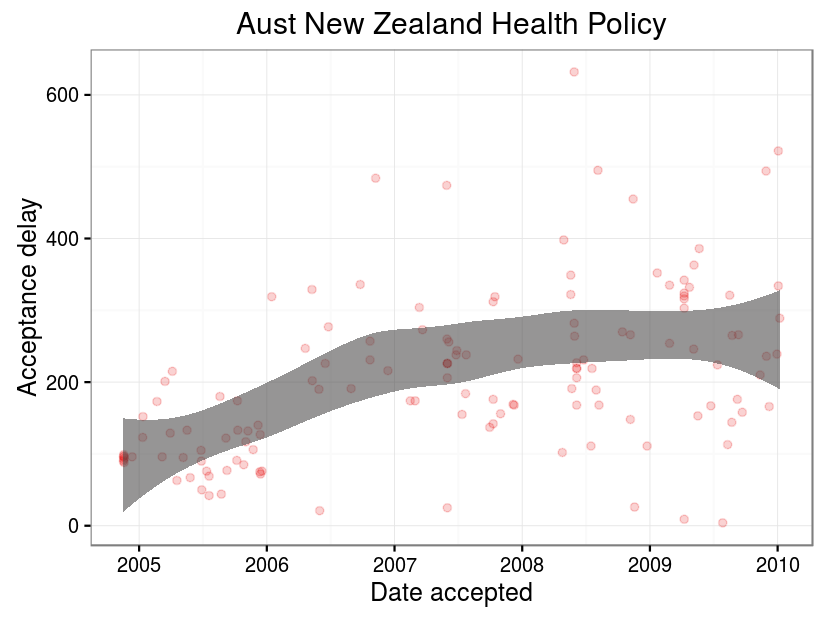 Aust New Zealand Health Policy
600
400
200
0
Acceptance delay
2005 2006 2007 2008 2009 2010
Date accepted